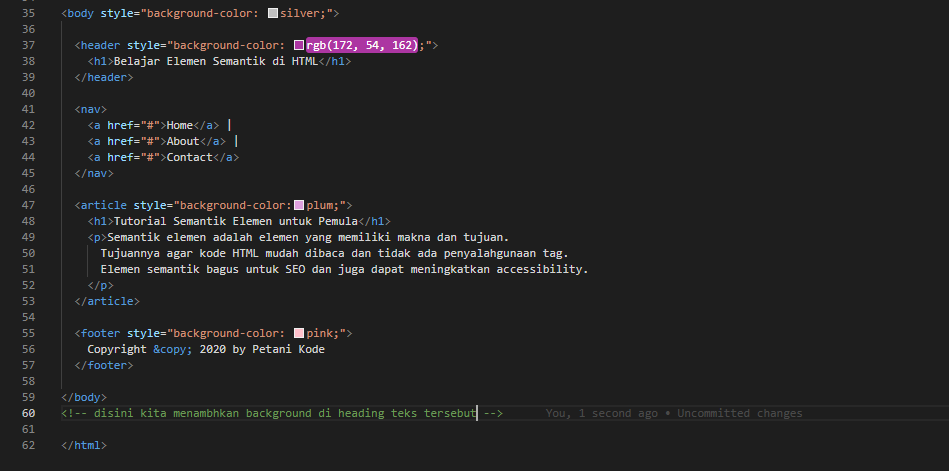 35 <body style="background-color: silver;">
36
37 <header style="background-color: rgb(172, 54, 162);">
38 <h1>Belajar Elemen Semantik di HTML</h1>
39 </header>
40
41 <nav>
42 <a href="#">Home</a> |
43 <a href="#">About</a> |
44 <a href="#">Contact</a>
45 </nav>
46
47 <article style="background-color:plum;">
48 <h1>Tutorial Semantik Elemen untuk Pemula</h1>
49 <p>Semantik elemen adalah elemen yang memiliki makna dan tujuan.
50 Tujuannya agar kode HTML mudah dibaca dan tidak ada penyalahgunaan tag.
51 Elemen semantik bagus untuk SEO dan juga dapat meningkatkan accessibility.
52 </p>
53 </article>
54
55 <footer style="background-color: pink;">
56 Copyright &copy; 2020 by Petani Kode
57 </footer>
58
59 </body>
60 <!-- disini kita menambhkan background di heading teks tersebut --> You, 1 second ago • Uncommitted changes
61
62 </html>